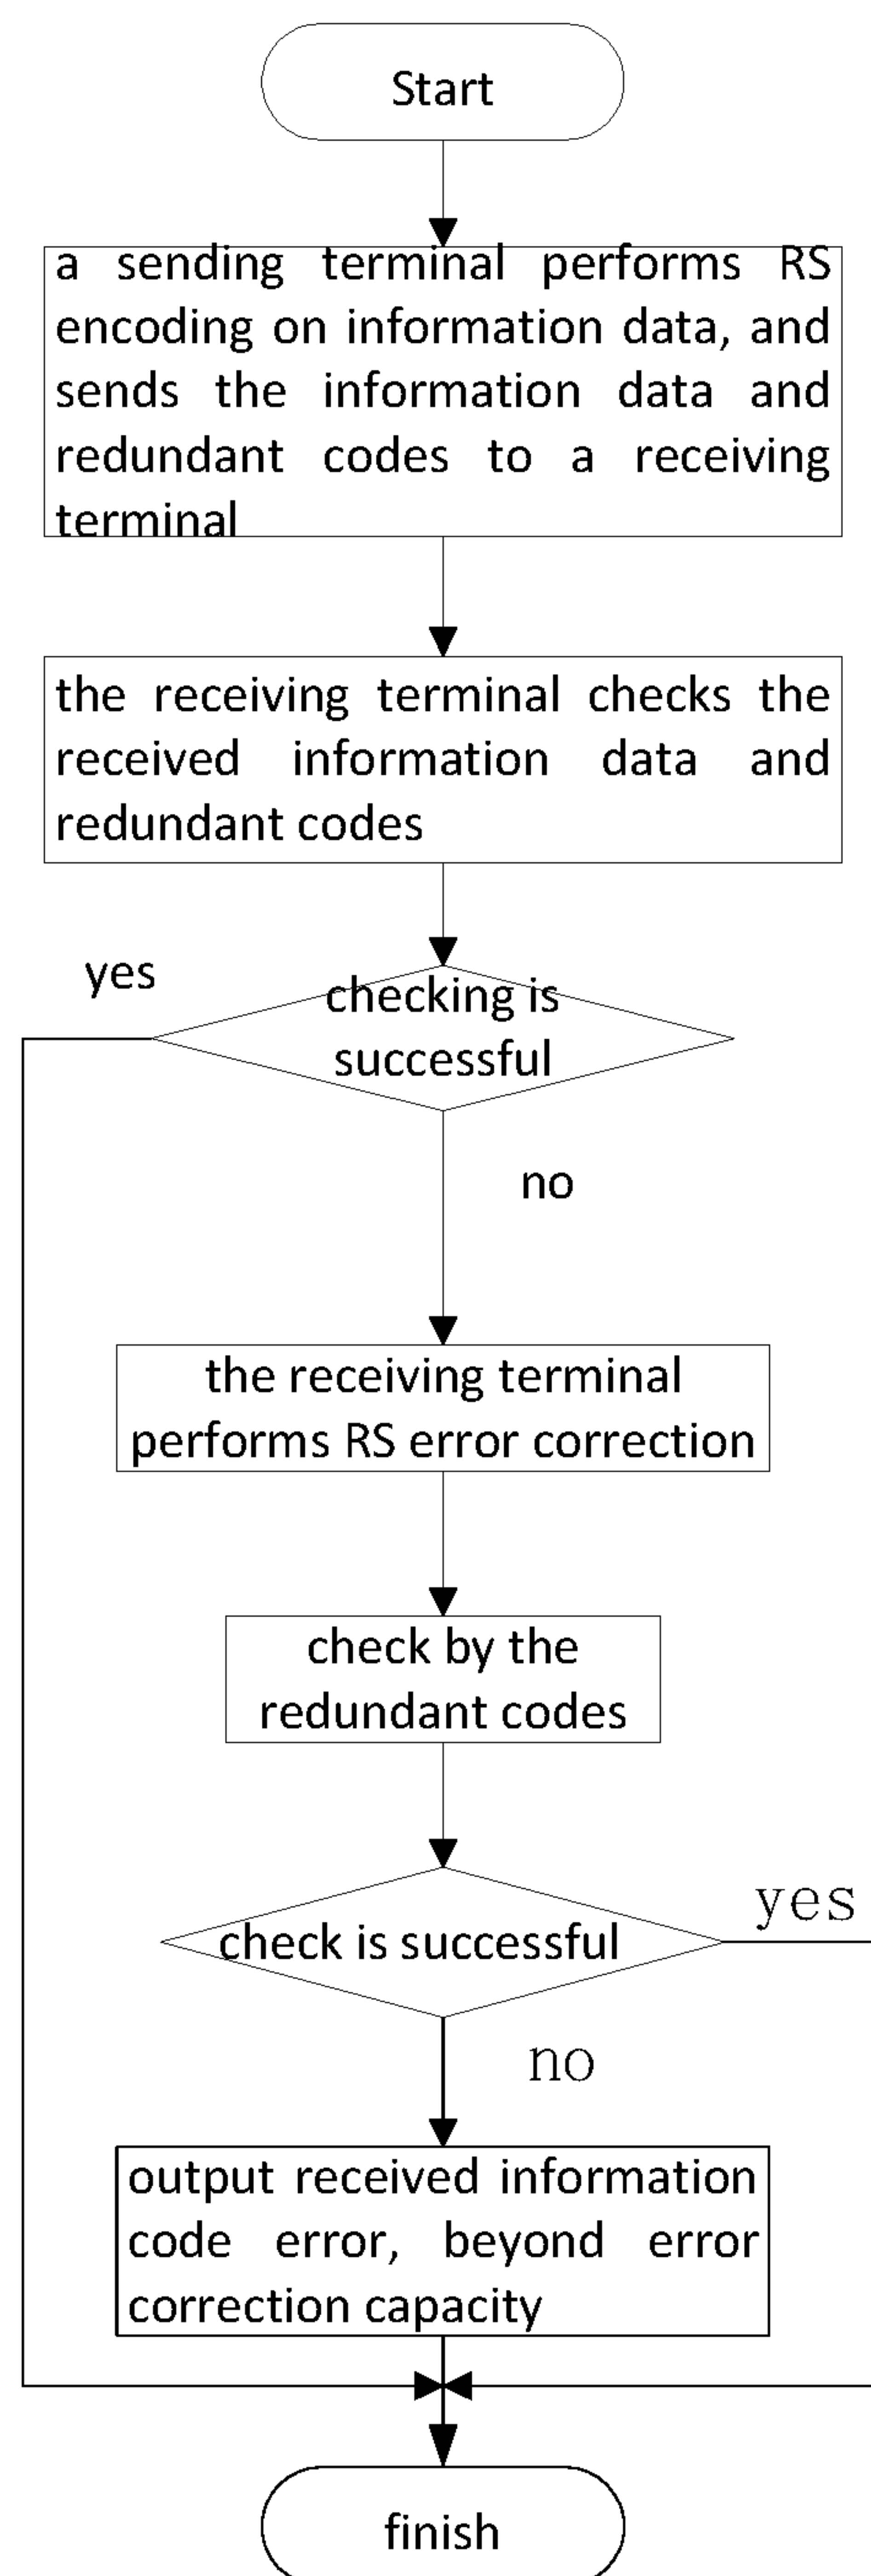 Start
a sending terminal performs RS
encoding on information data, and
sends the information data and
redundant codes to a receiving
terminal
the receiving terminal checks the
received information data and
redundant codes
yes
checking is
successful
no
the receiving terminal
performs RS error correction
check by the
redundant codes
yes
check is successful
no
output received information
code error, beyond error
correction capacity
finish